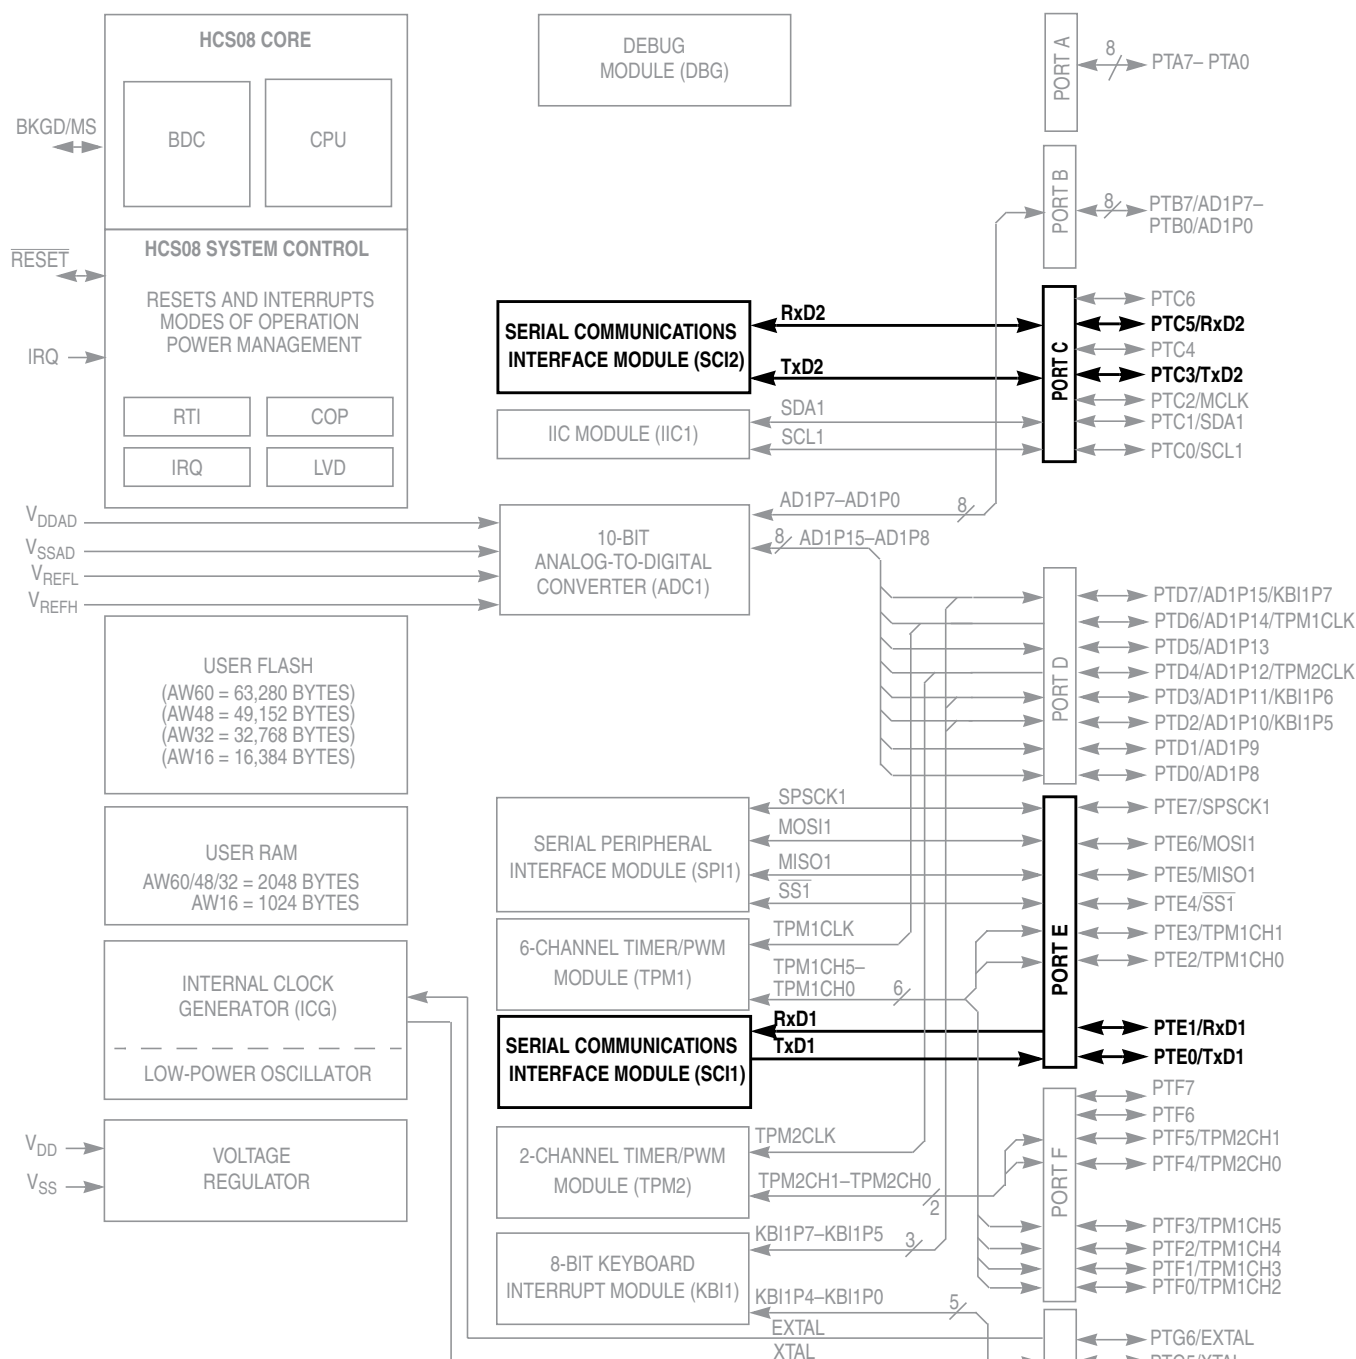 HCS08 CORE
BDC
CPU
BKGD/MS
HCS08 SYSTEM CONTROL
RESET
RESETS AND INTERRUPTS
MODES OF OPERATION
POWER MANAGEMENT
IRQ
RTI
COP
IRQ
LVD
VDDAD
VSSAD
VREFL
VREFH
USER FLASH
(AW60 = 63,280 BYTES)
(AW48 = 49,152 BYTES)
(AW32 = 32,768 BYTES)
(AW16 = 16,384 BYTES)
USER RAM
AW60/48/32 = 2048 BYTES
AW16 = 1024 BYTES
INTERNAL CLOCK
GENERATOR (ICG)
LOW-POWER OSCILLATOR
VDD
VSS
VOLTAGE
REGULATOR
DEBUG
MODULE (DBG)
SERIAL COMMUNICATIONS
INTERFACE MODULE (SCI2)
RxD2
TxD2
IIC MODULE (IIC1)
SDA1
SCL1
10-BIT
ANALOG-TO-DIGITAL
CONVERTER (ADC1)
AD1P7–AD1P0
8
8
AD1P15–AD1P8
SERIAL PERIPHERAL
INTERFACE MODULE (SPI1)
SPSCK1
MOSI1
MISO1
SS1
6-CHANNEL TIMER/PWM
MODULE (TPM1)
TPM1CLK
TPM1CH5–
TPM1CH0
6
SERIAL COMMUNICATIONS
INTERFACE MODULE (SCI1)
RxD1
TxD1
2-CHANNEL TIMER/PWM
MODULE (TPM2)
TPM2CLK
TPM2CH1–TPM2CH0
2
8-BIT KEYBOARD
INTERRUPT MODULE (KBI1)
KBI1P7–KBI1P5
3
KBI1P4–KBI1P0
5
EXTAL
XTAL
PORT A
8
PTA7– PTA0
PORT B
8
PTB7/AD1P7–
PTB0/AD1P0
PORT C
PTC6
PTC5/RxD2
PTC4
PTC3/TxD2
PTC2/MCLK
PTC1/SDA1
PTC0/SCL1
PORT D
PTD7/AD1P15/KBI1P7
PTD6/AD1P14/TPM1CLK
PTD5/AD1P13
PTD4/AD1P12/TPM2CLK
PTD3/AD1P11/KBI1P6
PTD2/AD1P10/KBI1P5
PTD1/AD1P9
PTD0/AD1P8
PORT E
PTE7/SPSCK1
PTE6/MOSI1
PTE5/MISO1
PTE4/SS1
PTE3/TPM1CH1
PTE2/TPM1CH0
PTE1/RxD1
PTE0/TxD1
PORT F
PTF7
PTF6
PTF5/TPM2CH1
PTF4/TPM2CH0
PTF3/TPM1CH5
PTF2/TPM1CH4
PTF1/TPM1CH3
PTF0/TPM1CH2
PTG6/EXTAL
PTG5/XTAL